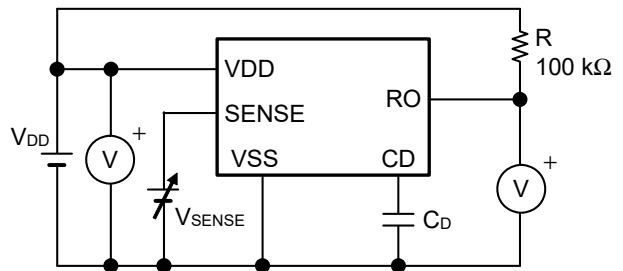 R
100 kΩ
VDD
RO
SENSE
VDD
+
V
VSS
CD
+
V
VSENSE
CD